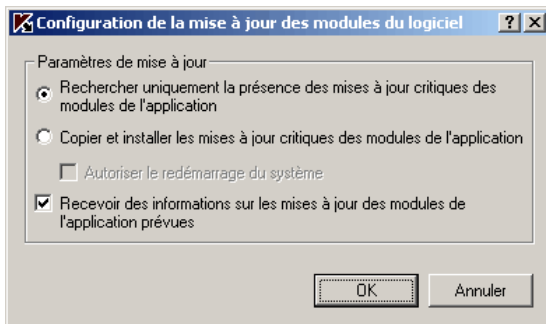 Configuration de la mise à jour des modules du logiciel
Paramètres de mise à jour
Rechercher uniquement la présence des mises à jour critiques des
modules de l'application
Copier et installer les mises à jour critiques des modules de l'application
Autoriser le redémarrage du système
Recevoir des informations sur les mises à jour des modules de
l'application prévues
OK Annuler